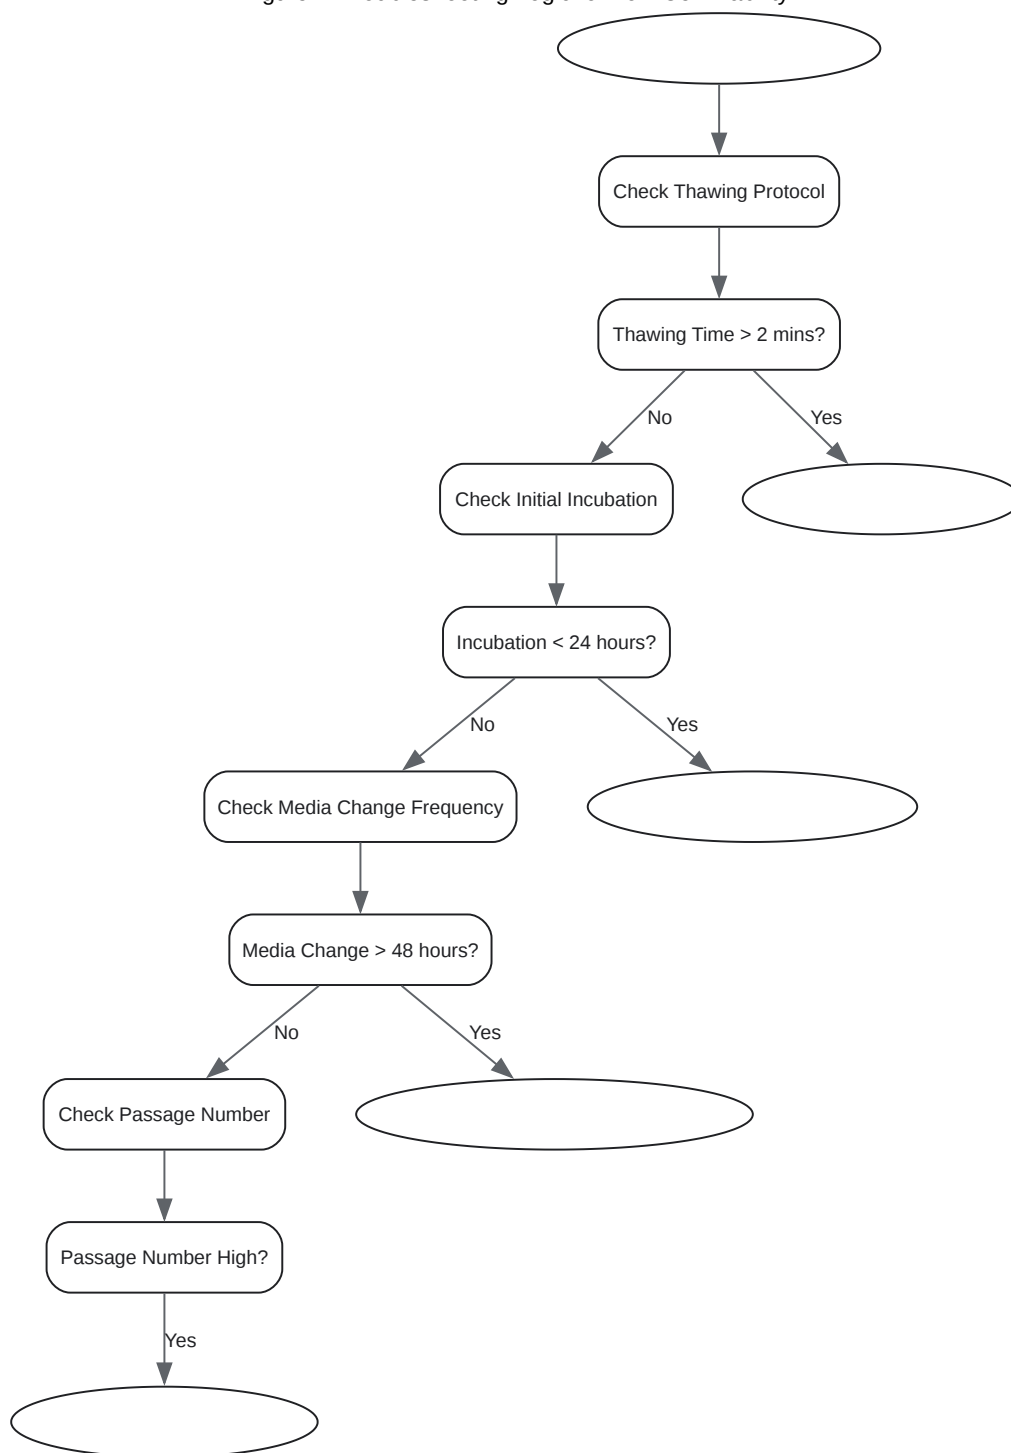 Check Thawing Protocol
Thawing Time > 2 mins?
No
Yes
Check Initial Incubation
Incubation < 24 hours?
No
Yes
Check Media Change Frequency
Media Change > 48 hours?
No
Yes
Check Passage Number
Passage Number High?
Yes